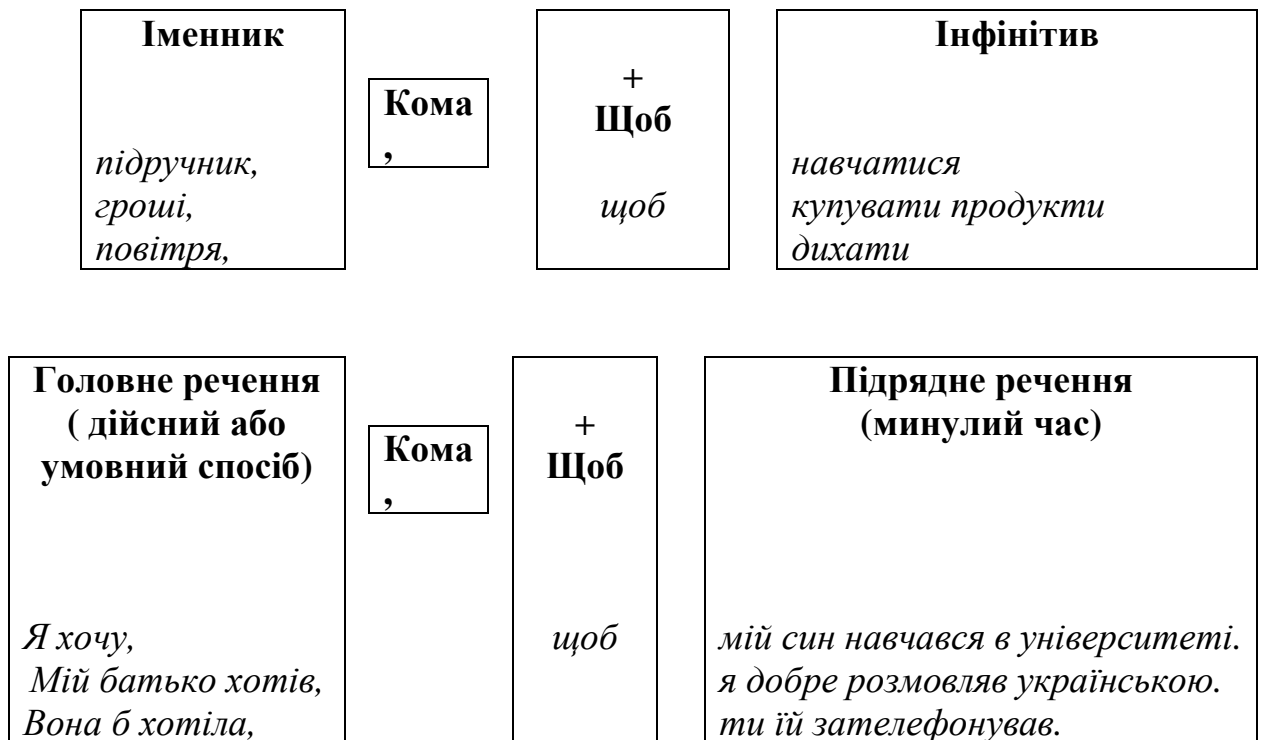 Іменник
підручник,
гроші,
повітря,
Кома
,
+
Щоб
щоб
Інфінітив
навчатися
купувати продукти
дихати
Головне речення
( дійсний або
умовний спосіб)
Я хочу,
Мій батько хотів,
Вона б хотіла,
Кома
,
+
Щоб
щоб
Підрядне речення
(минулий час)
мій син навчався в університеті.
я добре розмовляв українською.
ти їй зателефонував.